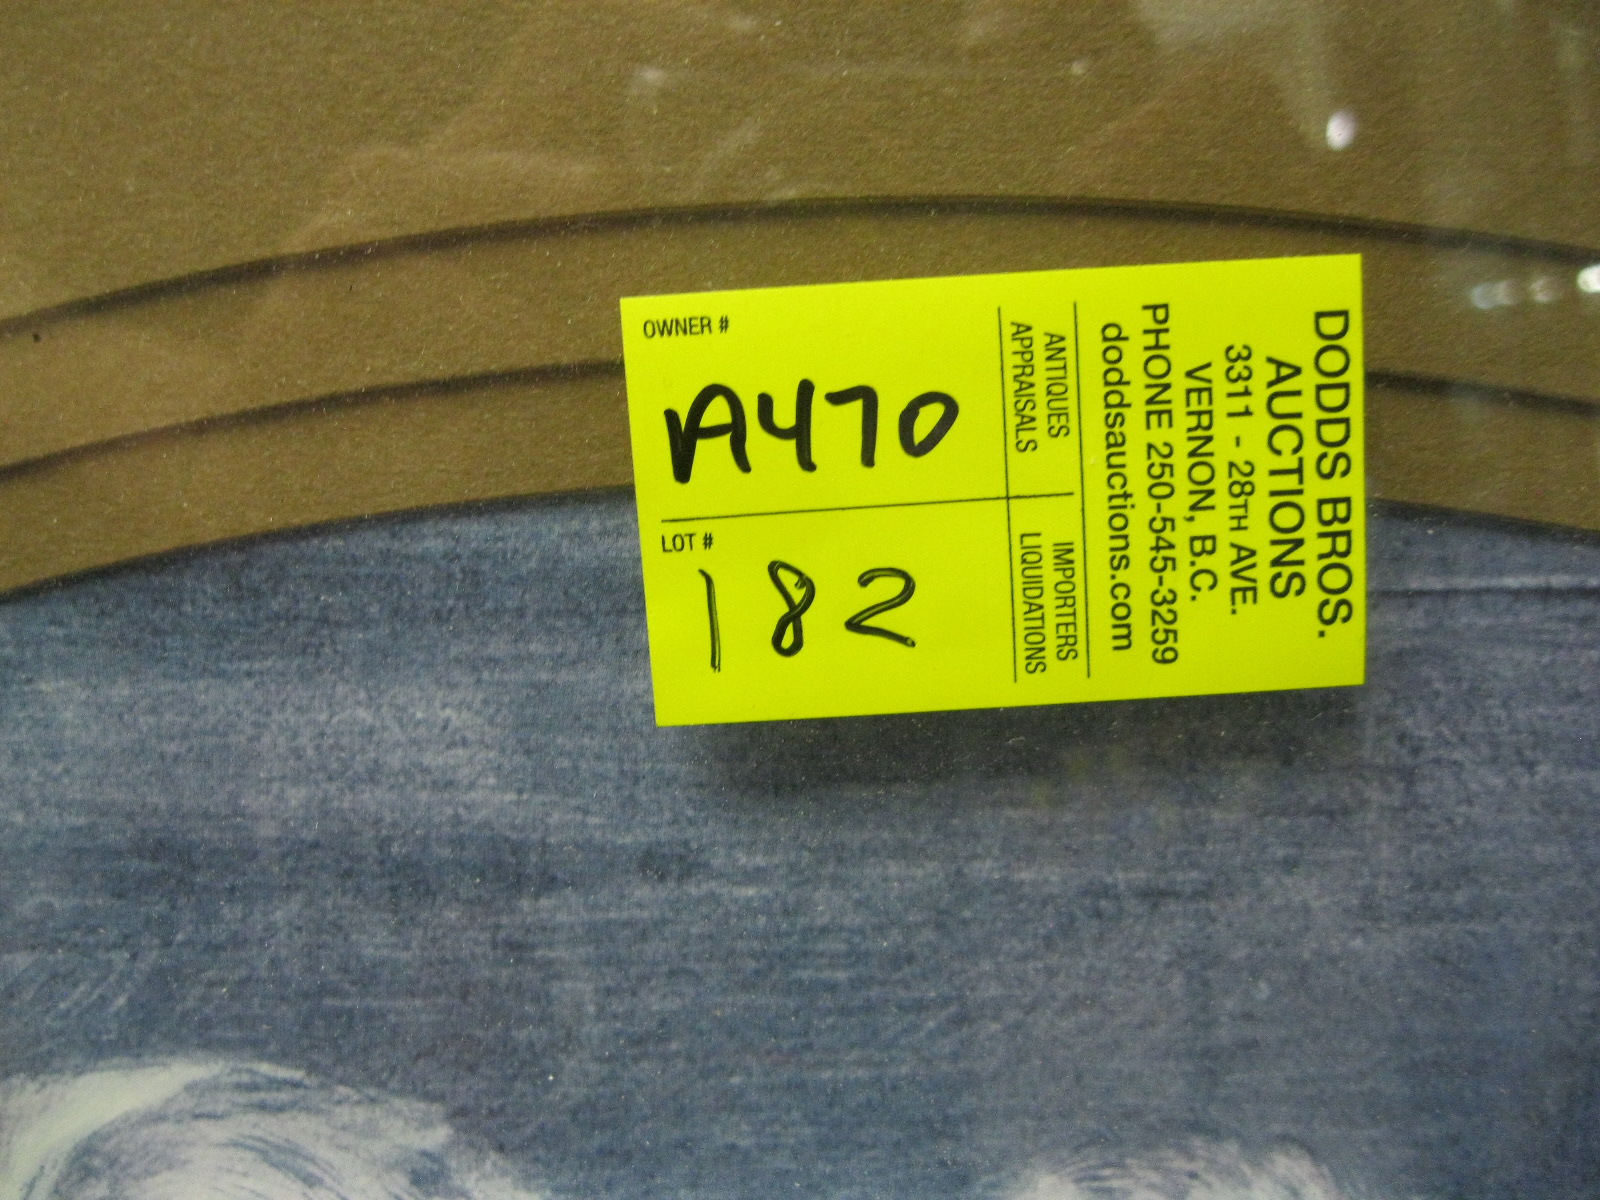 DODDS BROS.
AUCTIONS
3311 - 28TH AVE.
VERNON, B.C.
PHONE 250-545-3259
doddsauctions.com
ANTIQUES
APPRAISALS
IMPORTERS
LIQUIDATIONS
OWNER #
A470
LOT #
182